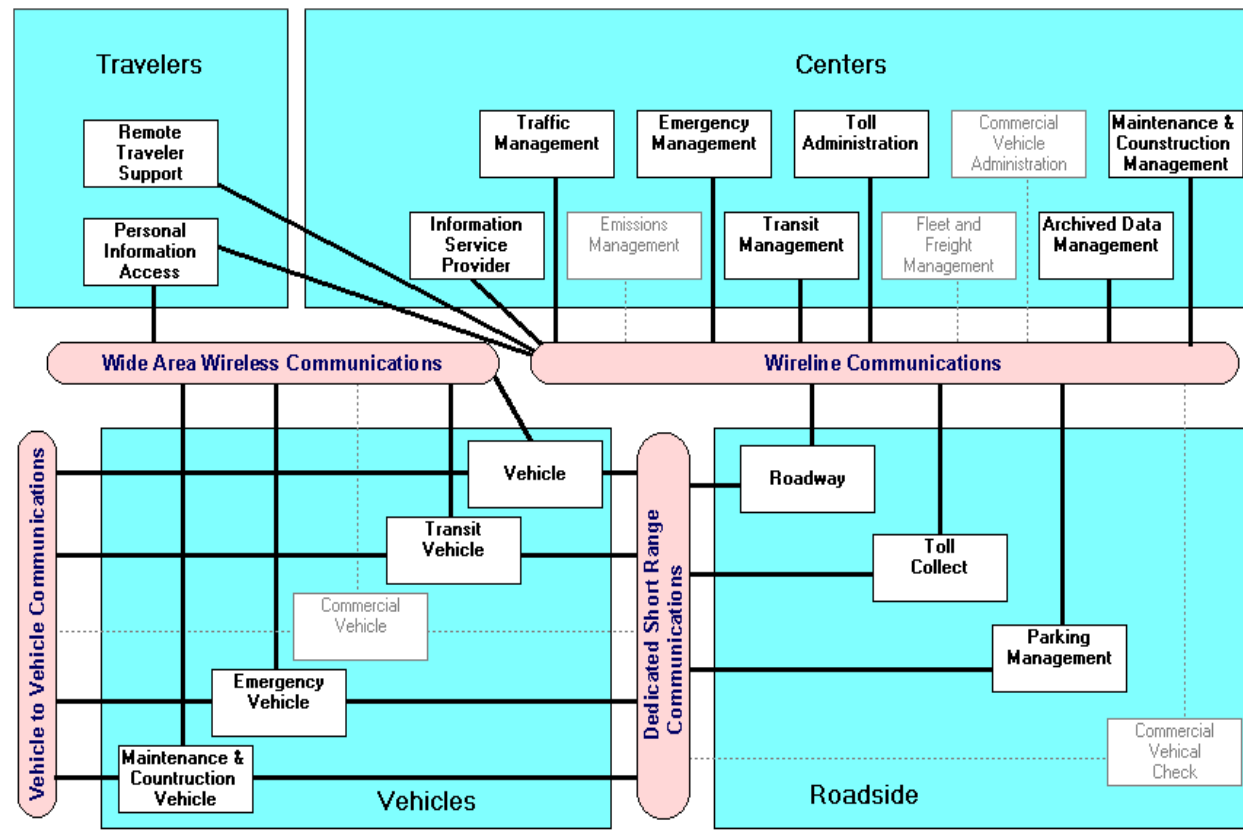 Travelers
Centers
Remote
Traveler
Support
Personal
Information
Access
Traffic
Management
Emergency
Management
Toll
Administration
Commercial
Vehicle
Administration
Maintenance &
Counstruction
Management
Information
Service
Provider
Emissions
Management
Transit
Management
Fleet and
Freight
Management
Archived Data
Management
Wide Area Wireless Communications
Wireline Communications
Vehicle to Vehicle Communications
Vehicle
Transit
Vehicle
Commercial
Vehicle
Emergency
Vehicle
Maintenance &
Countruction
Vehicle
Vehicles
Dedicated Short Range
Communications
Roadway
Toll
Collect
Parking
Management
Commercial
Vehical
Check
Roadside